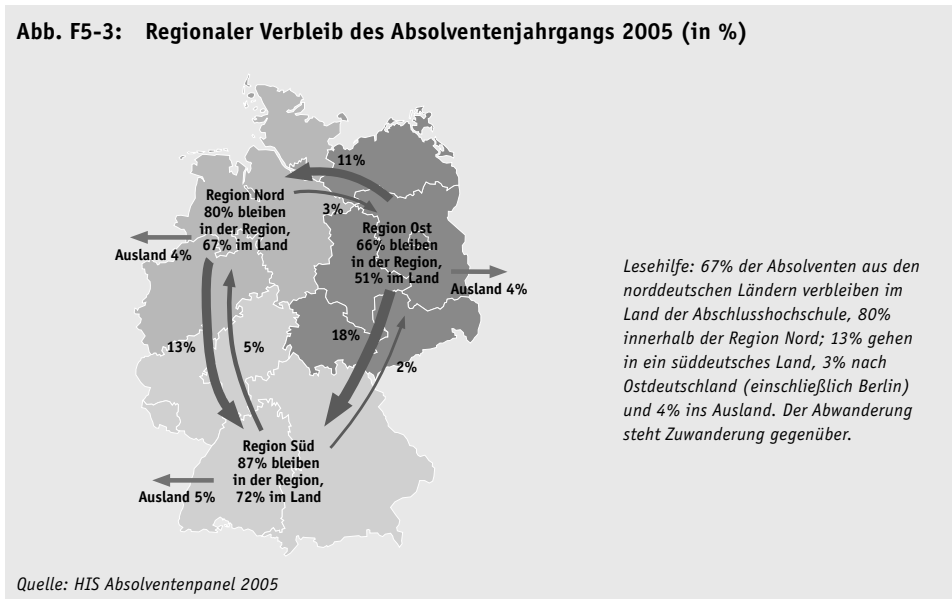 Abb. F5-3: Regionaler Verbleib des Absolventenjahrgangs 2005 (in %)
11%
Region Nord
80% bleiben
in der Region,
67% im Land
3%
Region Ost
66% bleiben
in der Region,
51% im Land
Ausland 4%
Ausland 4%
13%
5%
18%
2%
Region Süd
87% bleiben
in der Region,
72% im Land
Ausland 5%
Lesehilfe: 67% der Absolventen aus den
norddeutschen Ländern verbleiben im
Land der Abschlusshochschule, 80%
innerhalb der Region Nord; 13% gehen
in ein süddeutsches Land, 3% nach
Ostdeutschland (einschließlich Berlin)
und 4% ins Ausland. Der Abwanderung
steht Zuwanderung gegenüber.
Quelle: HIS Absolventenpanel 2005